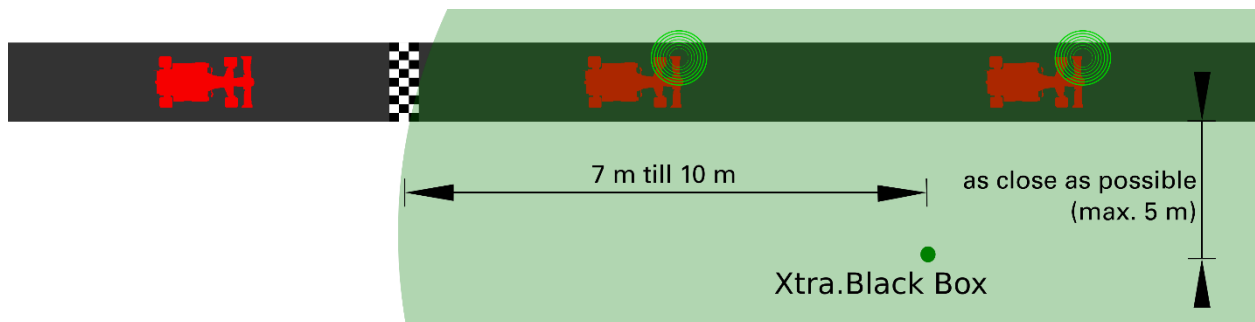 7 m till 10 m
as close as possible
(max. 5 m)
Xtra.Black Box